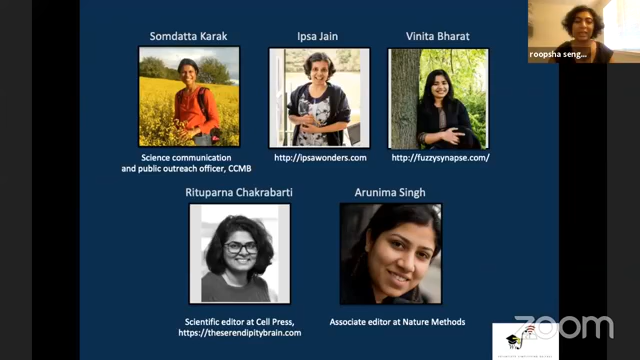 Somdatta Karak
Ipsa Jain
Vinita Bharat
roopsha seng...
Science communication
and public outreach officer, CCMB
http://ipsawonders.com
http://fuzzysynapse.com/
Rituparna Chakrabarti
Arunima Singh
Scientific editor at Cell Press,
https://theserendipitybrain.com
Associate editor at Nature Methods
zoom